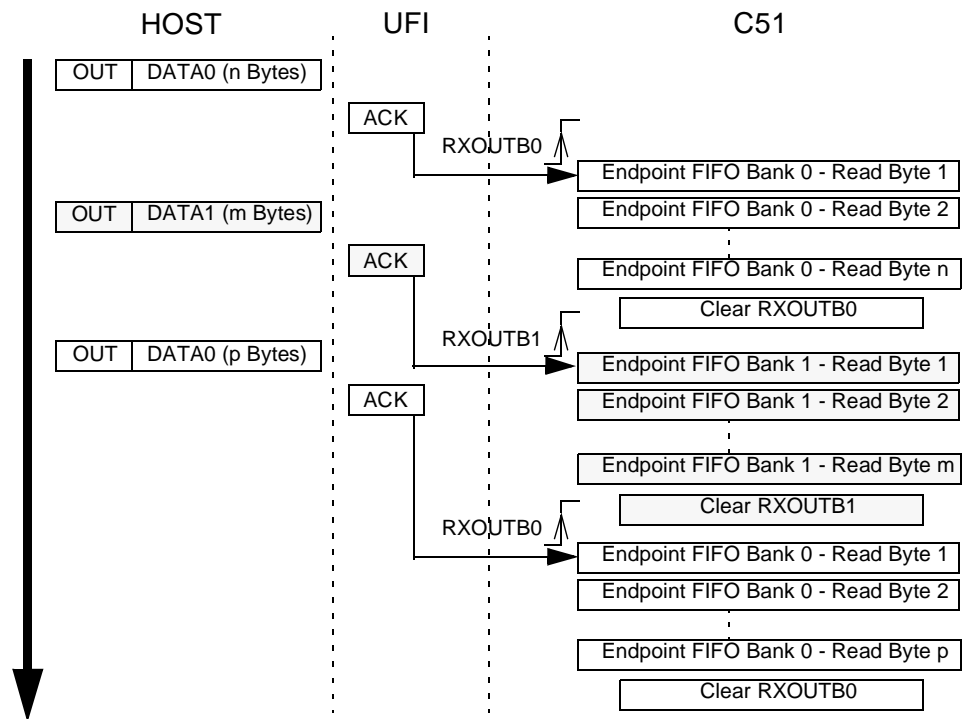 HOST UFI C51
OUT DATA0 (n Bytes)
ACK
RXOUTB0
Endpoint FIFO Bank 0 - Read Byte 1
OUT DATA1 (m Bytes)
Endpoint FIFO Bank 0 - Read Byte 2
ACK
Endpoint FIFO Bank 0 - Read Byte n
Clear RXOUTB0
RXOUTB1
OUT DATA0 (p Bytes)
Endpoint FIFO Bank 1 - Read Byte 1
ACK
Endpoint FIFO Bank 1 - Read Byte 2
Endpoint FIFO Bank 1 - Read Byte m
Clear RXOUTB1
RXOUTB0
Endpoint FIFO Bank 0 - Read Byte 1
Endpoint FIFO Bank 0 - Read Byte 2
Endpoint FIFO Bank 0 - Read Byte p
Clear RXOUTB0